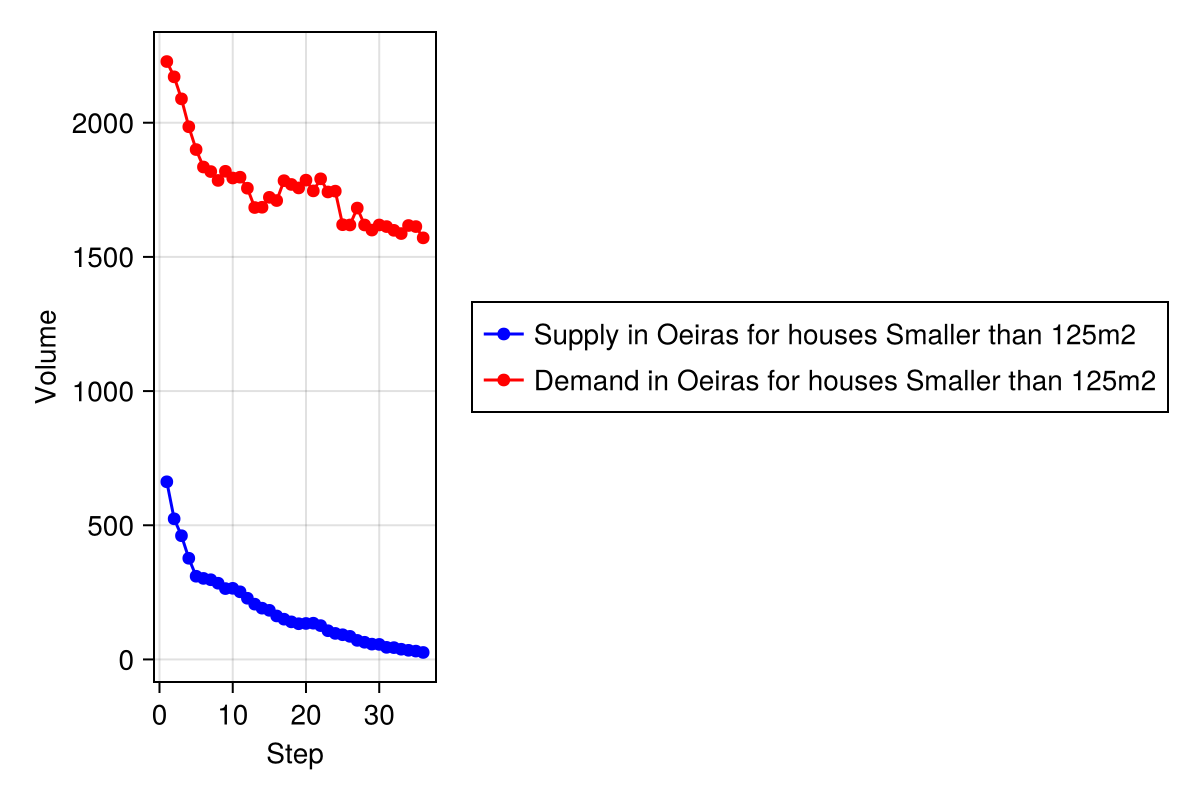 2000
1500
1000
500
0
Volume
0 10 20 30
Step
Supply in Oeiras for houses Smaller than 125m2
Demand in Oeiras for houses Smaller than 125m2